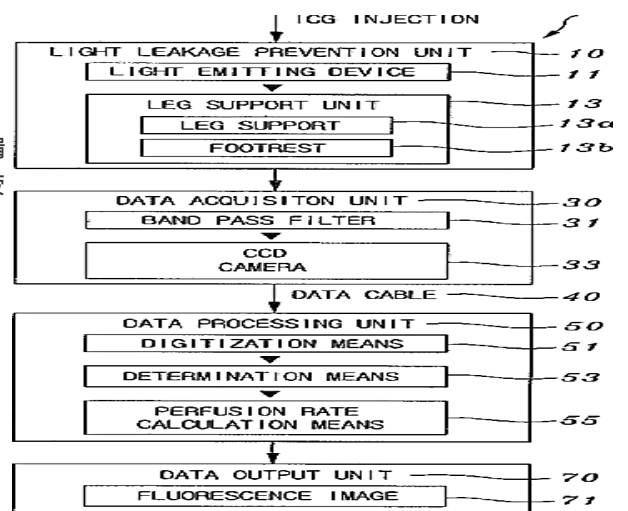 ICG INJECTION
LIGHT LEAKAGE PREVENTION UNIT 10
LIGHT EMITTING DEVICE 11
LEG SUPPORT UNIT 13
LEG SUPPORT 13a
FOOTREST 13b
DATA ACQUISITON UNIT 30
BAND PASS FILTER 31
CCD
CAMERA 33
DATA CABLE 40
DATA PROCESSING UNIT 50
DIGITIZATION MEANS 51
DETERMINATION MEANS 53
PERFUSION RATE
CALCULATION MEANS 55
DATA OUTPUT UNIT 70
FLUORESCENCE IMAGE 71